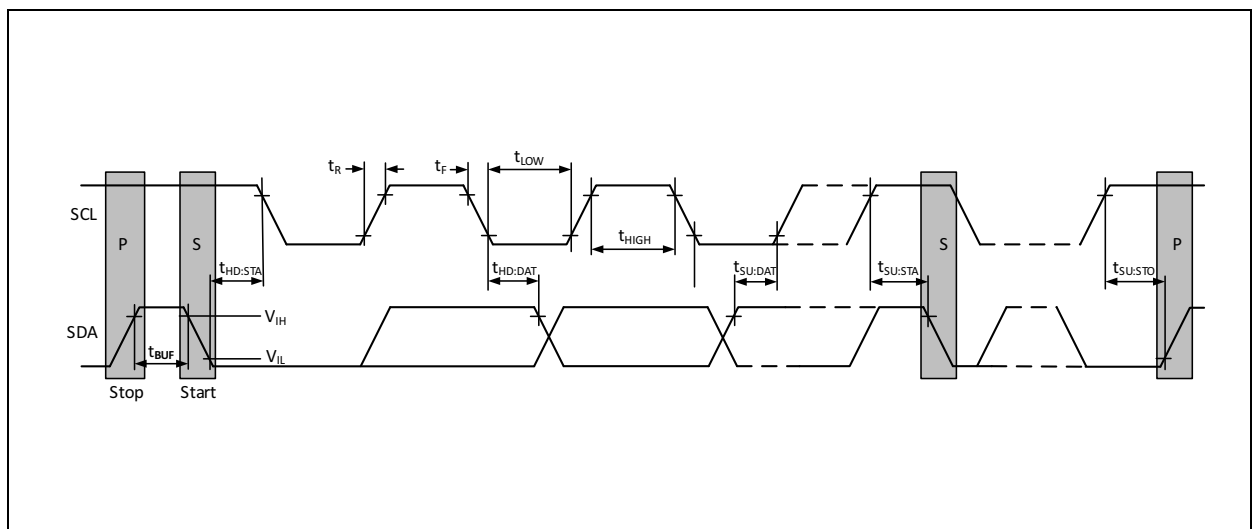 tR
tF
tLOW
SCL
P
S
tHIGH
S
P
tHD:STA
tHD:DAT
tSU:DAT
tSU:STA
tSU:STO
SDA
VIH
tBUF
VIL
Stop
Start